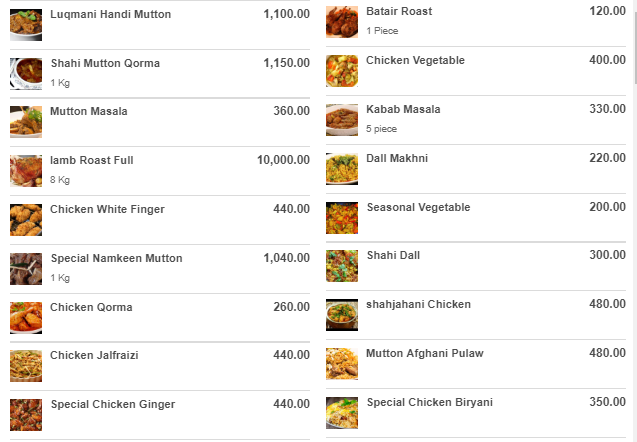 Luqmani Handi Mutton 1,100.00
Shahi Mutton Qorma 1,150.00
1 Kg
Mutton Masala 360.00
lamb Roast Full 10,000.00
8 Kg
Chicken White Finger 440.00
Special Namkeen Mutton 1,040.00
1 Kg
Chicken Qorma 260.00
Chicken Jalfraizi 440.00
Special Chicken Ginger 440.00
Batair Roast 120.00
1 Piece
Chicken Vegetable 400.00
Kabab Masala 330.00
5 piece
Dall Makhni 220.00
Seasonal Vegetable 200.00
Shahi Dall 300.00
shahjahani Chicken 480.00
Mutton Afghani Pulaw 480.00
Special Chicken Biryani 350.00